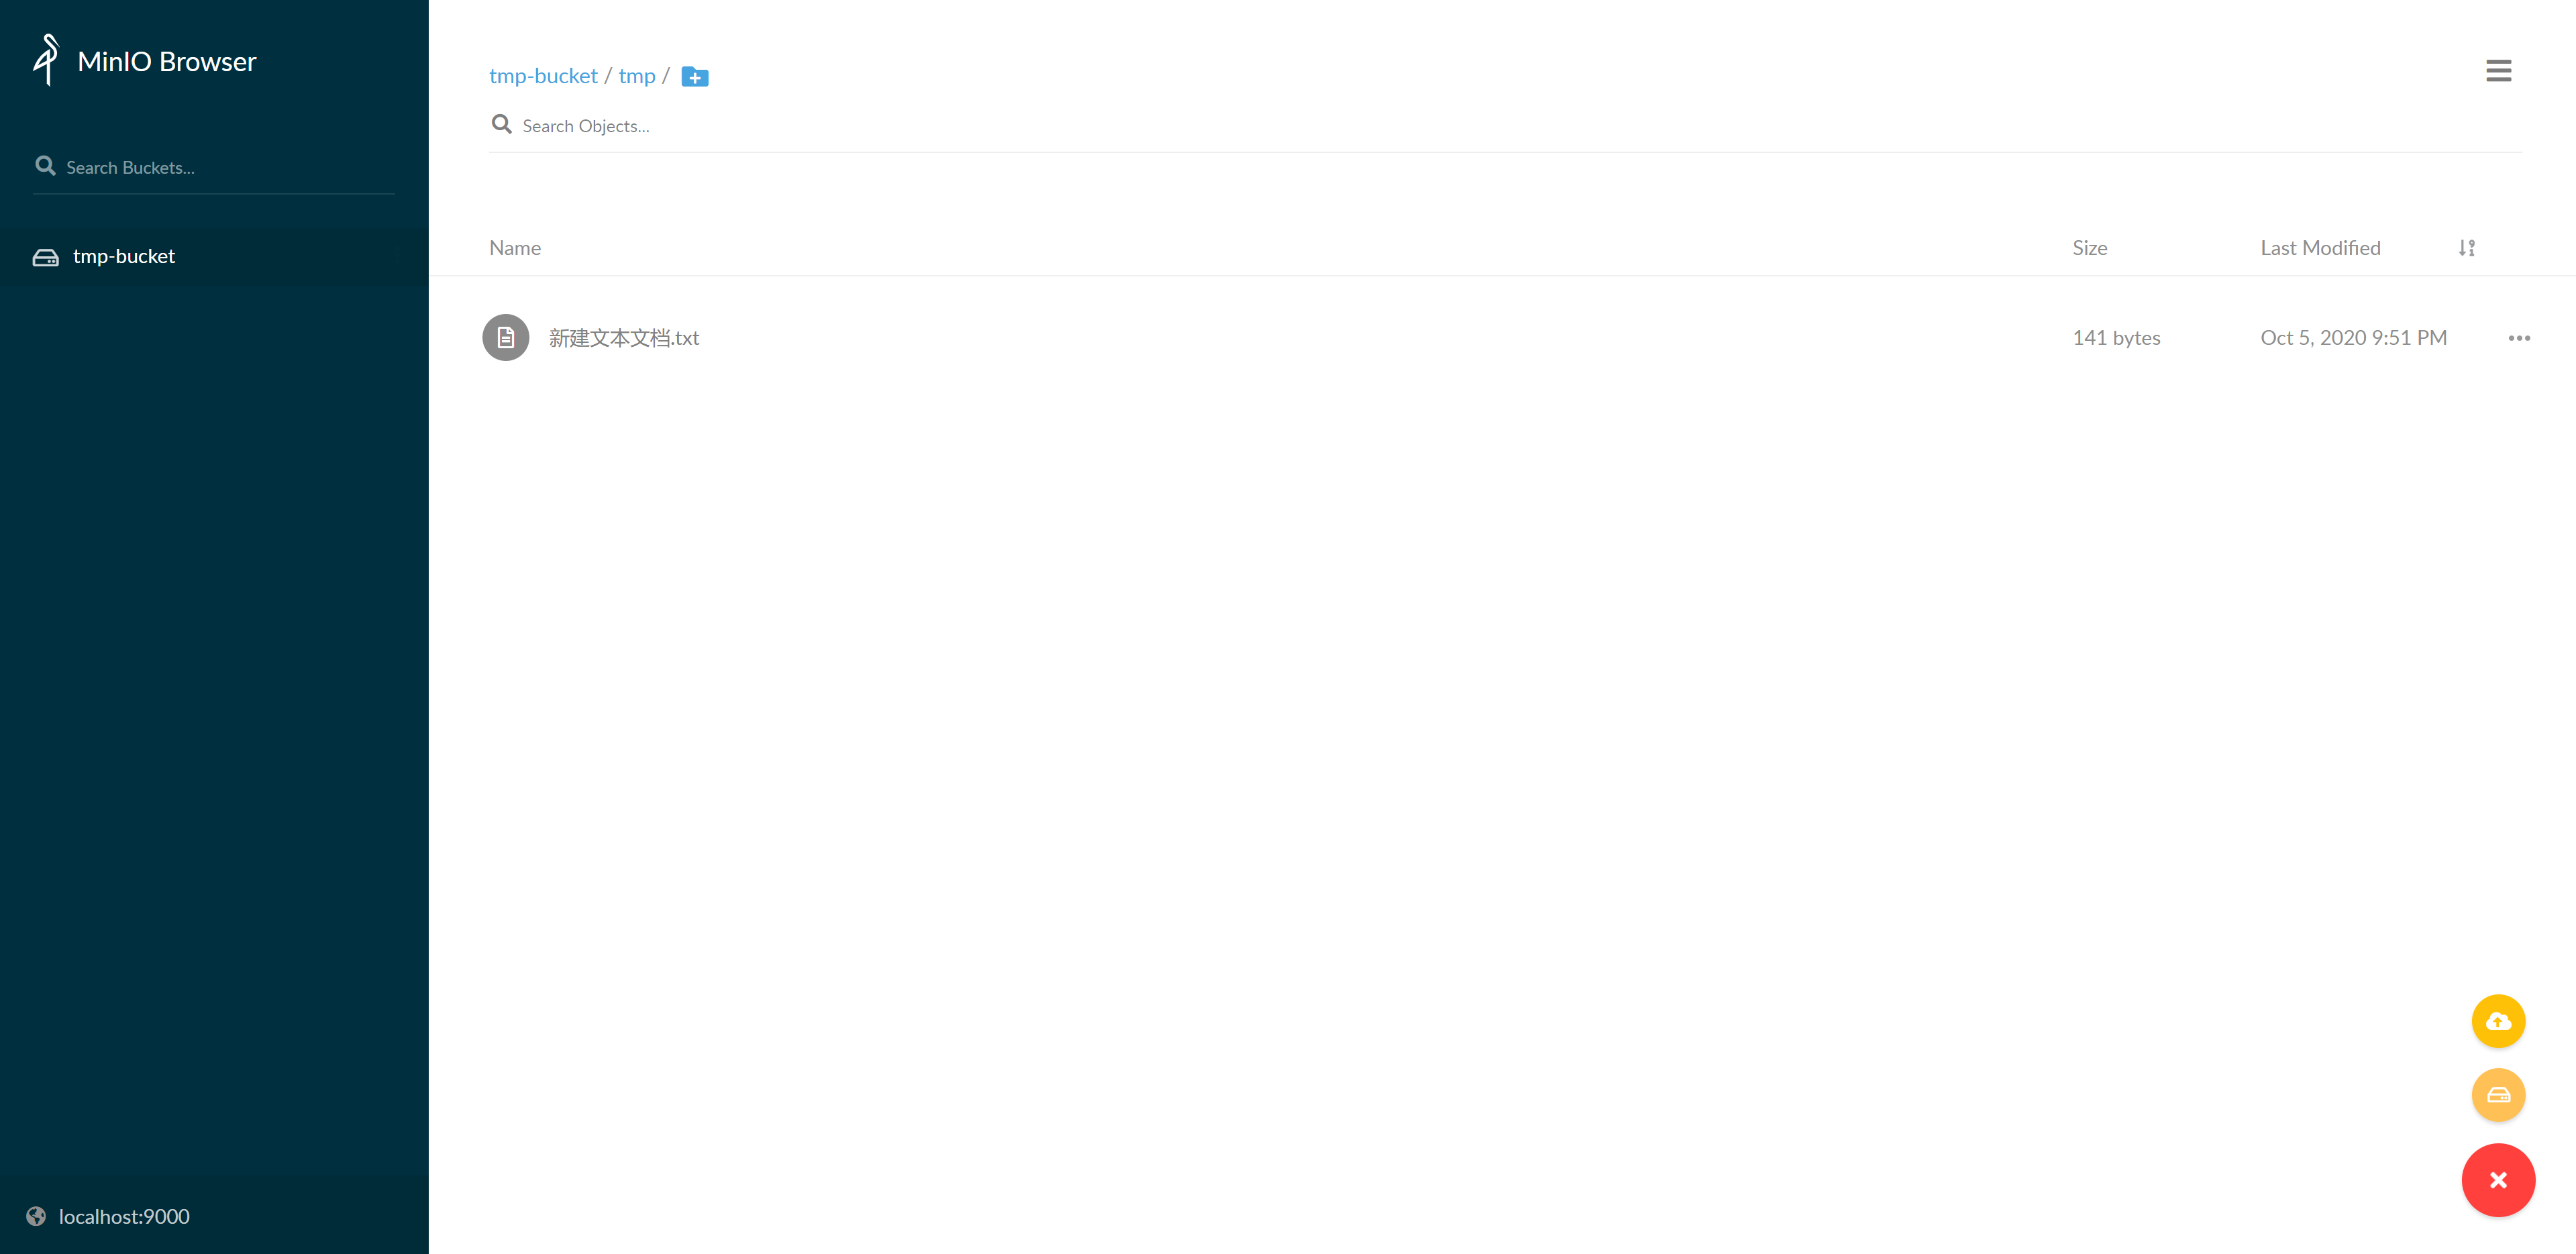 MinIO Browser
Search Buckets...
tmp-bucket
localhost:9000
tmp-bucket / tmp /
Search Objects...
Name Size Last Modified
新建文本文档.txt 141 bytes Oct 5, 2020 9:51 PM